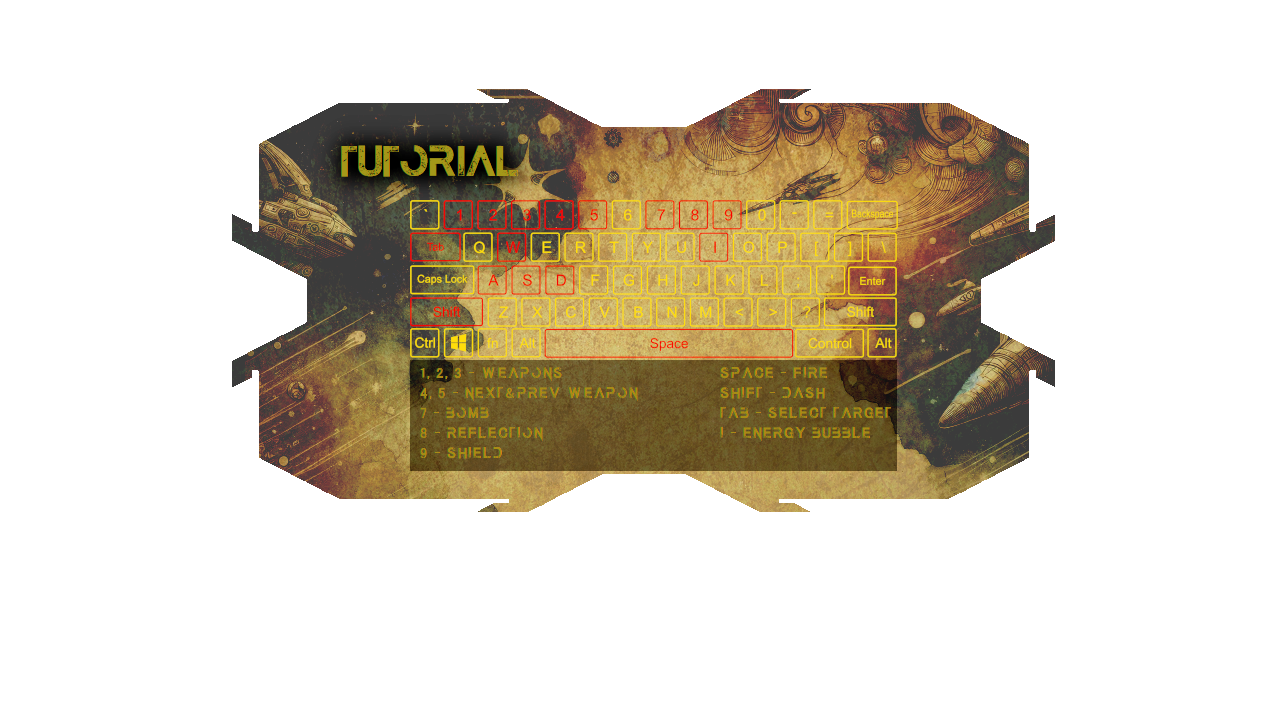 TUTORIAL
` 1 2 3 4 5 6 7 8 9 0 - = Backspace
Tab Q W E R T Y U I O P [ ] \
Caps Lock A S D F G H J K L ; ' Enter
Shift Z X C V B N M < > ? Shift
Ctrl fn Alt Space Control Alt
1, 2, 3 - WEAPONS
4, 5 - NEXT&PREV WEAPON
7 - BOMB
8 - REFLECTION
9 - SHIELD
SPACE - FIRE
SHIFT - DASH
TAB - SELECT TARGET
I - ENERGY BUBBLE